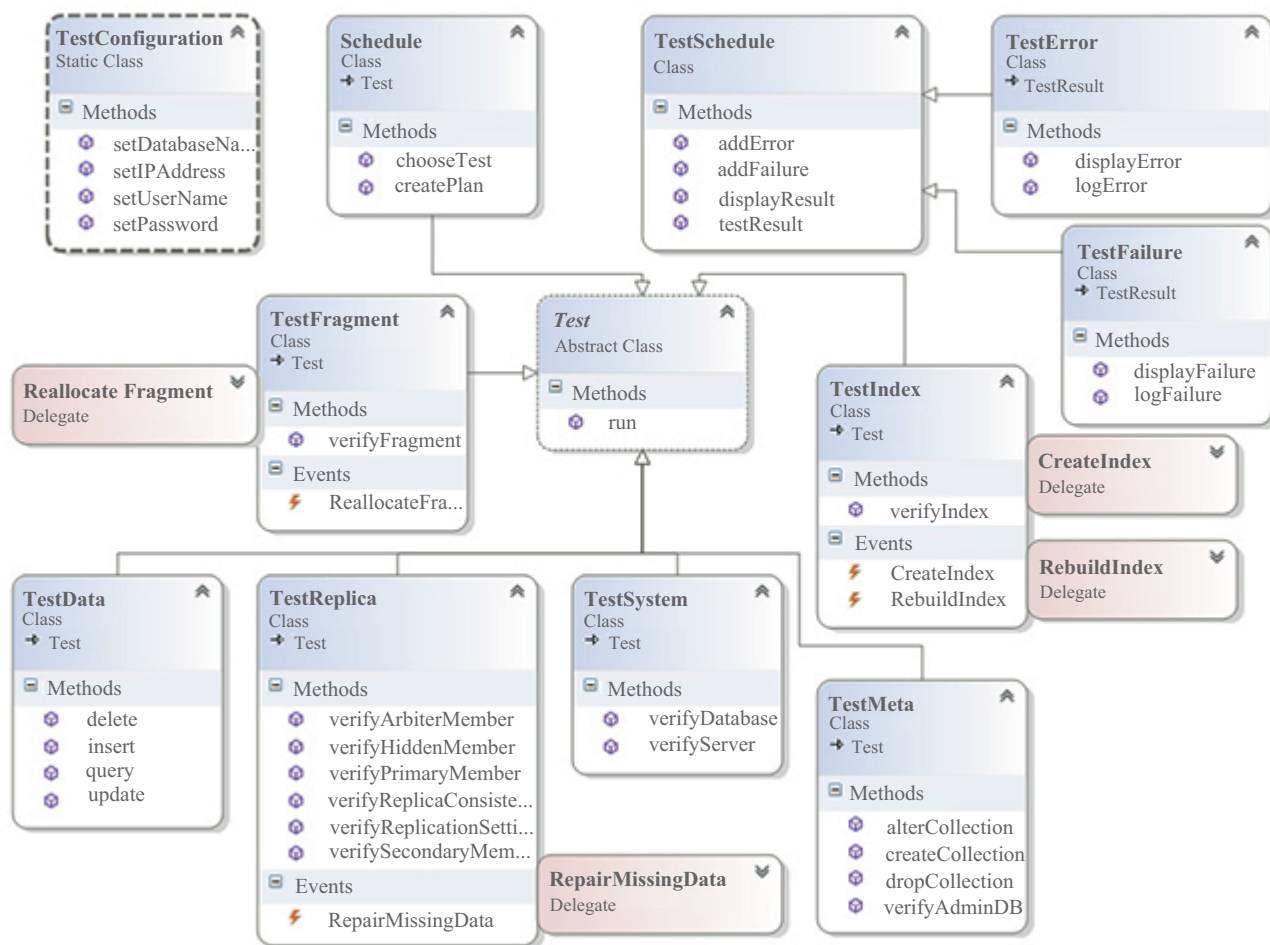 TestConfiguration
Static Class
Methods
setDatabaseNa...
setIPAddress
setUserName
setPassword
Schedule
Class
Test
Methods
chooseTest
createPlan
TestSchedule
Class
Methods
addError
addFailure
displayResult
testResult
TestError
Class
TestResult
Methods
displayError
logError
TestFailure
Class
TestResult
Methods
displayFailure
logFailure
Reallocate Fragment
Delegate
TestFragment
Class
Test
Methods
verifyFragment
Events
ReallocateFra...
Test
Abstract Class
Methods
run
TestIndex
Class
Test
Methods
verifyIndex
Events
CreateIndex
RebuildIndex
CreateIndex
Delegate
RebuildIndex
Delegate
TestData
Class
Test
Methods
delete
insert
query
update
TestReplica
Class
Test
Methods
verifyArbiterMember
verifyHiddenMember
verifyPrimaryMember
verifyReplicaConsiste...
verifyReplicationSetti...
verifySecondaryMem...
Events
RepairMissingData
RepairMissingData
Delegate
TestSystem
Class
Test
Methods
verifyDatabase
verifyServer
TestMeta
Class
Test
Methods
alterCollection
createCollection
dropCollection
verifyAdminDB